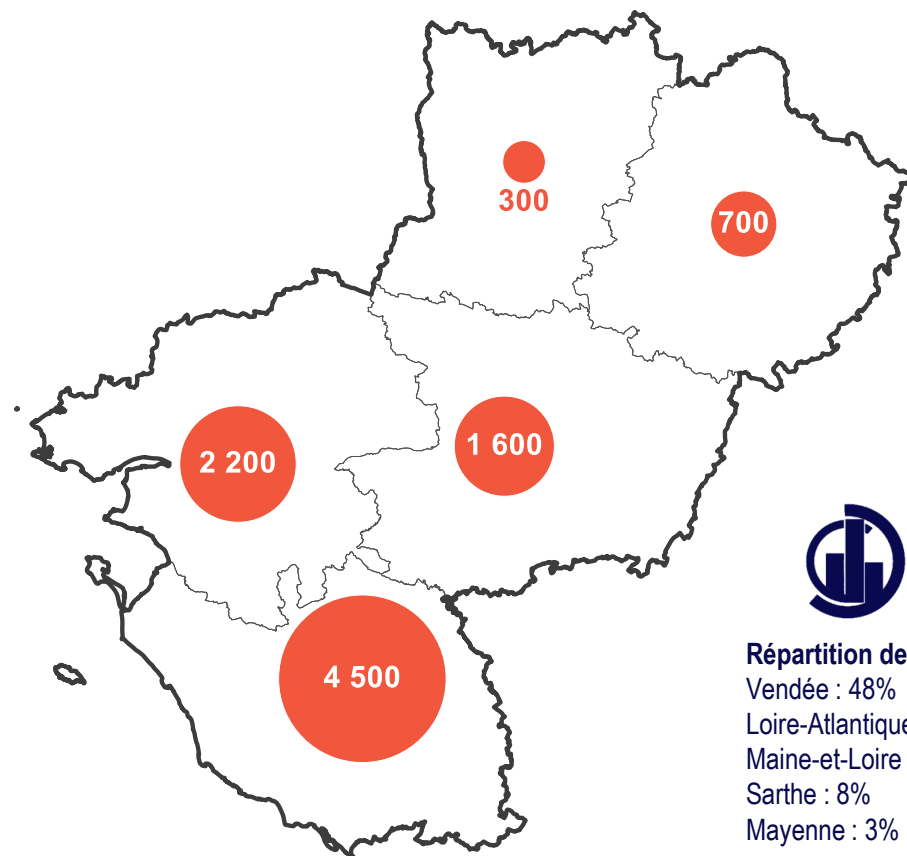 300
700
2 200
1 600
4 500
Répartition de
Vendée : 48%
Loire-Atlantique
Maine-et-Loire
Sarthe : 8%
Mayenne : 3%